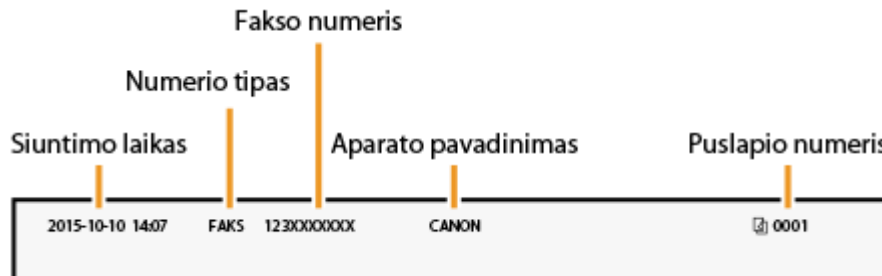 Fakso numeris
Numerio tipas
Siuntimo laikas Aparato pavadinimas Puslapio numeris
2015-10-10 14:07 FAKS 123XXXXXXX CANON 0001